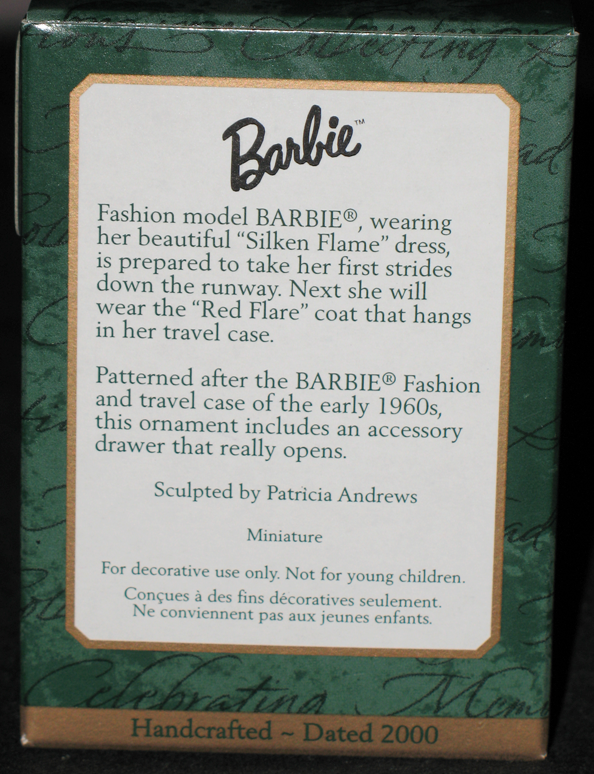 Celebrating
Barbie™
Fashion model BARBIE®, wearing
her beautiful “Silken Flame” dress,
is prepared to take her first strides
down the runway. Next she will
wear the “Red Flare” coat that hangs
in her travel case.
Patterned after the BARBIE® Fashion
and travel case of the early 1960s,
this ornament includes an accessory
drawer that really opens.
Sculpted by Patricia Andrews
Miniature
For decorative use only. Not for young children.
Conçues à des fins décoratives seulement.
Ne conviennent pas aux jeunes enfants.
Celebrating
Handcrafted ~ Dated 2000